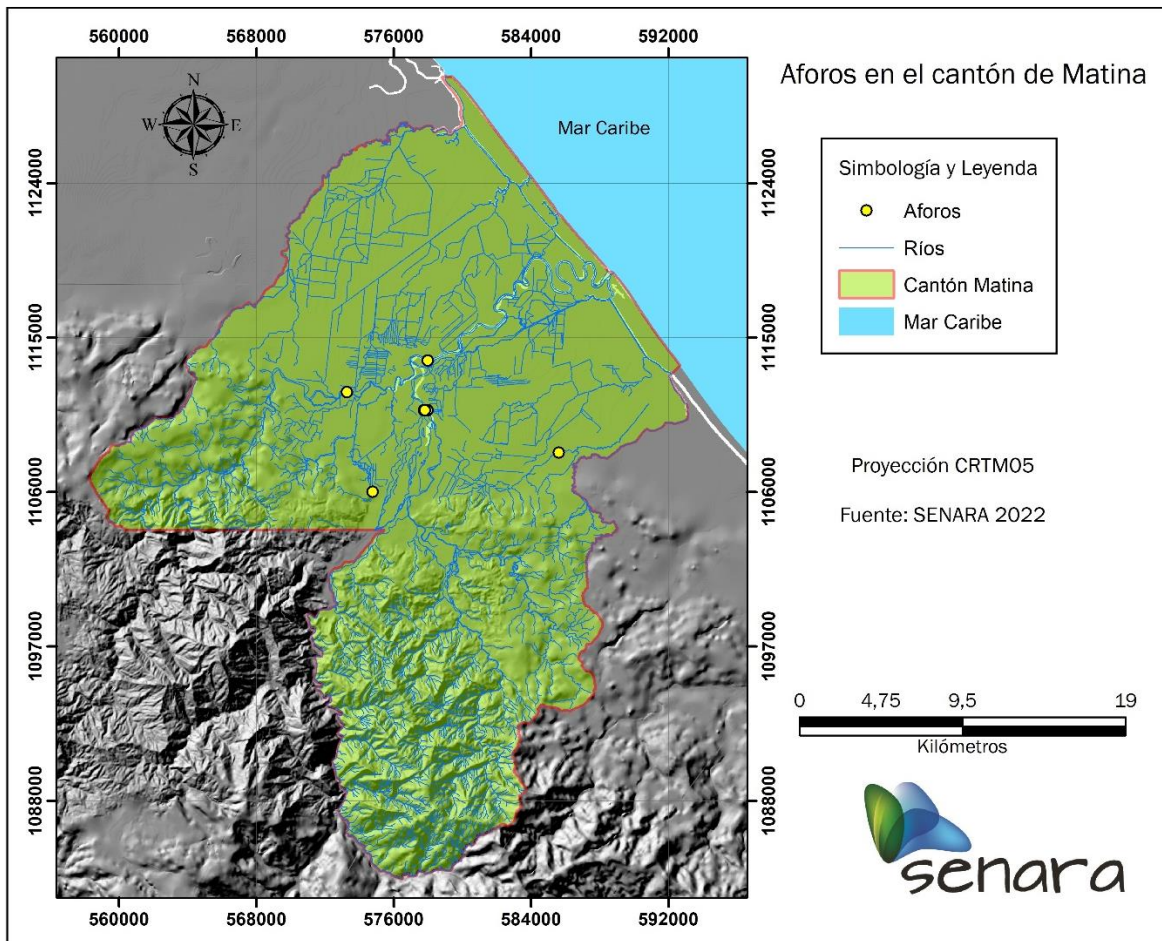 560000 568000 576000 584000 592000
Aforos en el cantón de Matina
N
W E
S
Mar Caribe
Simbología y Leyenda
Aforos
Ríos
Cantón Matina
Mar Caribe
1124000 1124000
1115000 1115000
1106000 1106000
1097000 1097000
1088000 1088000
Proyección CRTM05
Fuente: SENARA 2022
0 4,75 9,5 19
Kilómetros
senara
560000 568000 576000 584000 592000